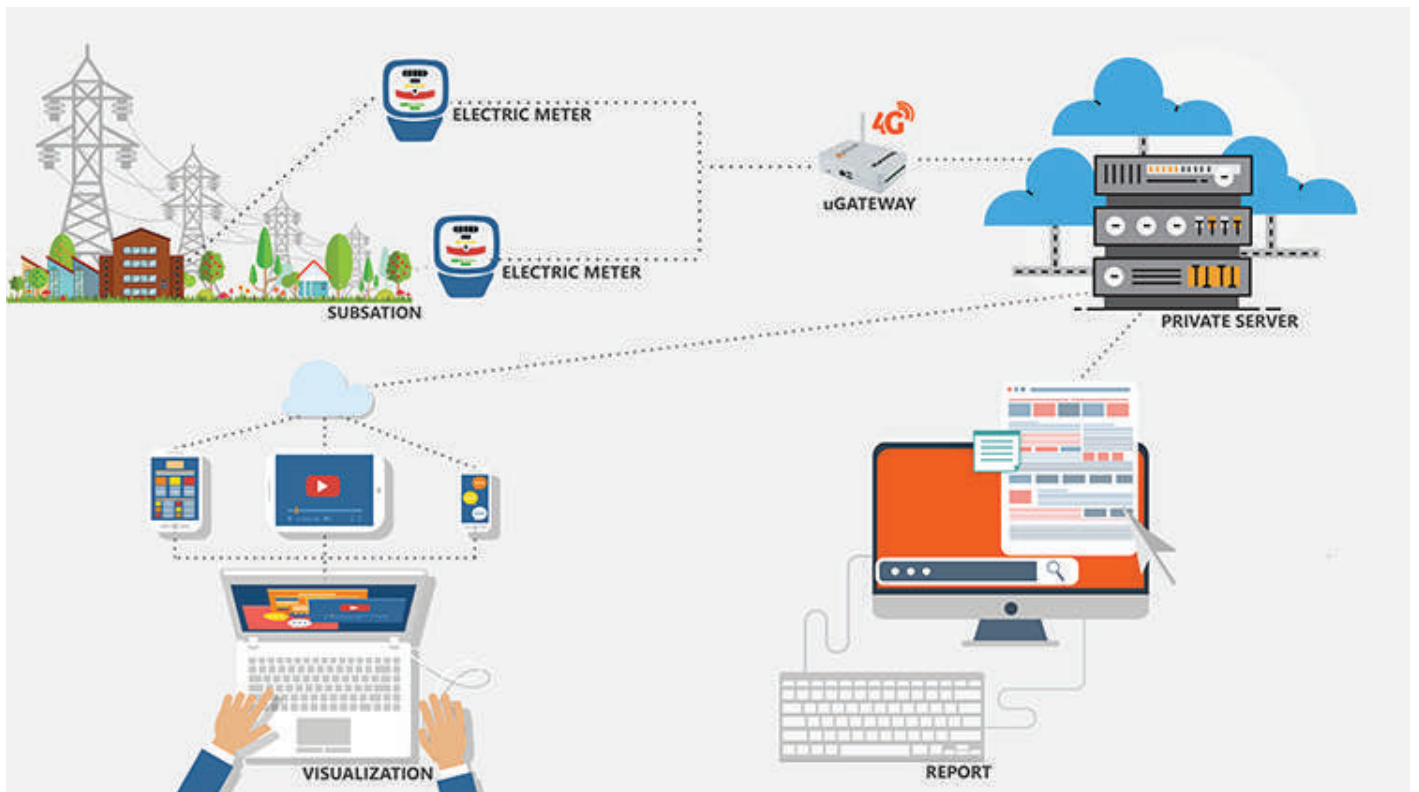 ELECTRIC METER
4G
uGATEWAY
ELECTRIC METER
SUBSATION
PRIVATE SERVER
VISUALIZATION
REPORT